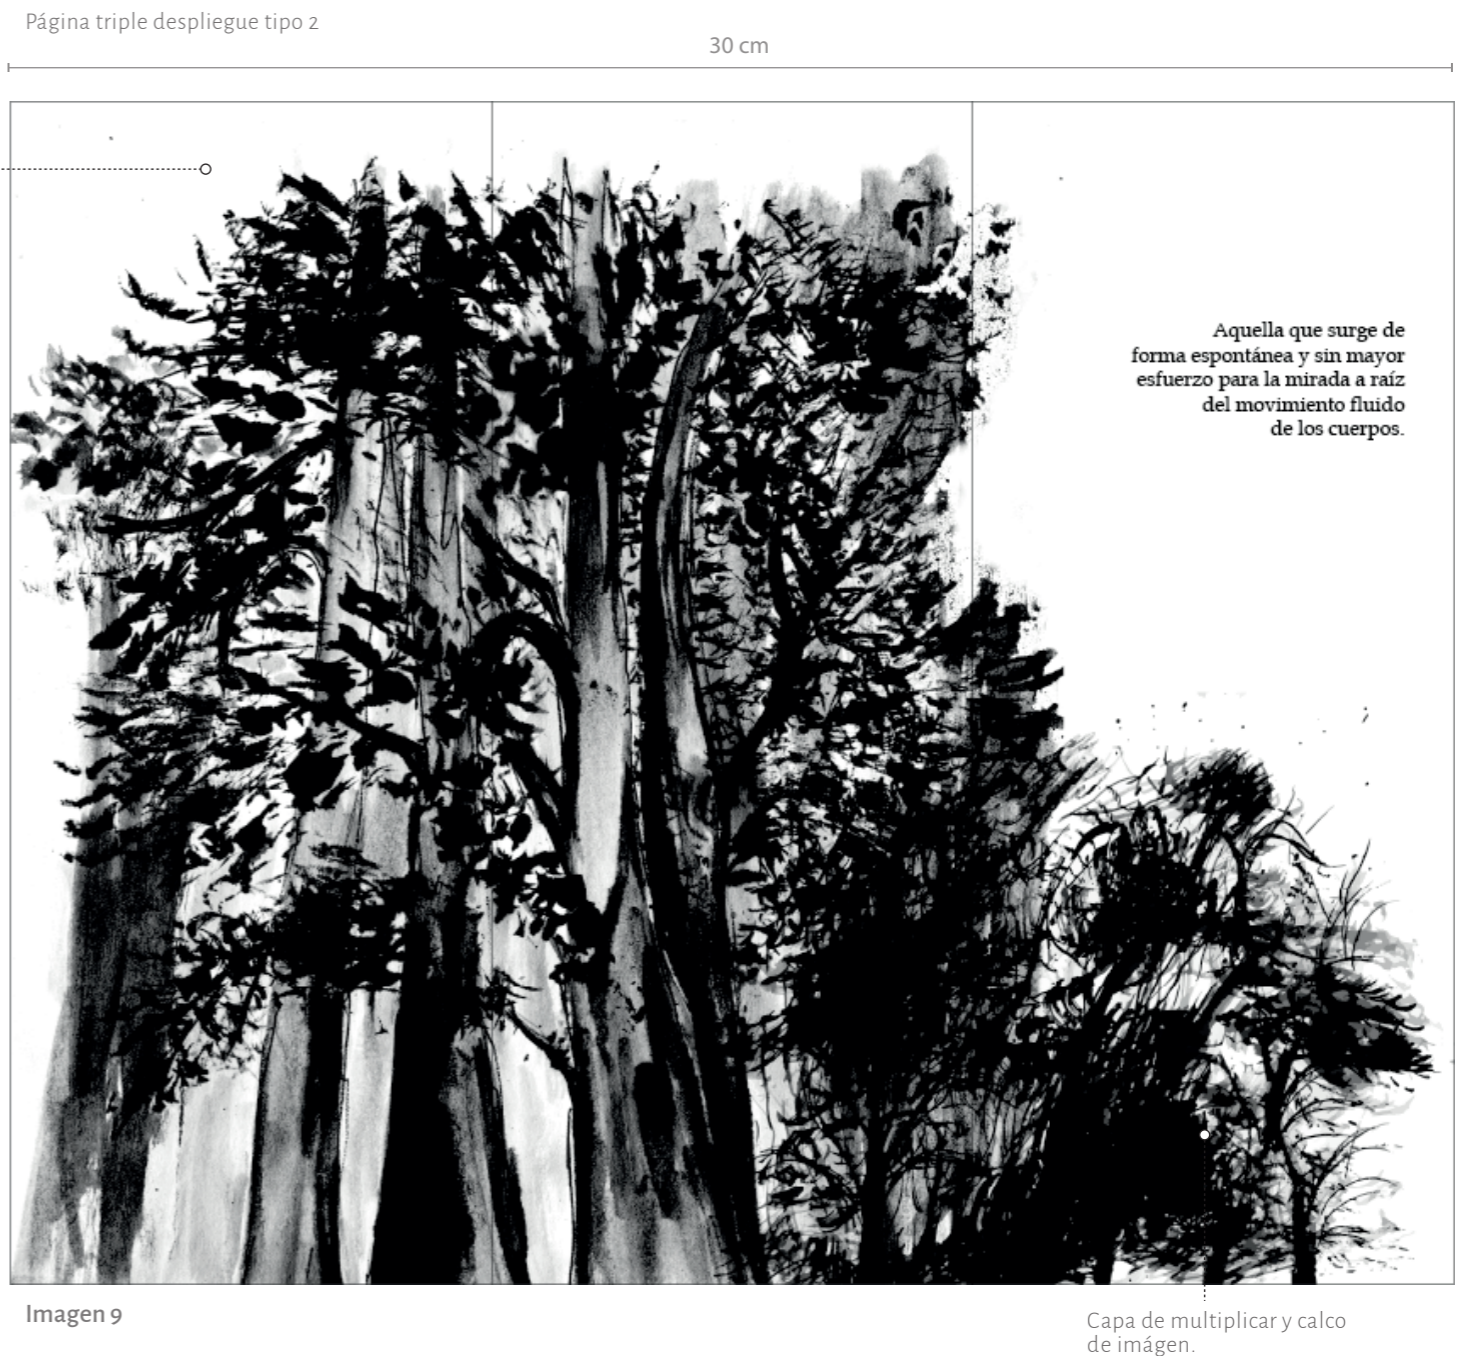 Página triple despliegue tipo 2
30 cm
Aquella que surge de
forma espontánea y sin mayor
esfuerzo para la mirada a raíz
del movimiento fluido
de los cuerpos.
Imagen 9
Capa de multiplicar y calco
de imágen.